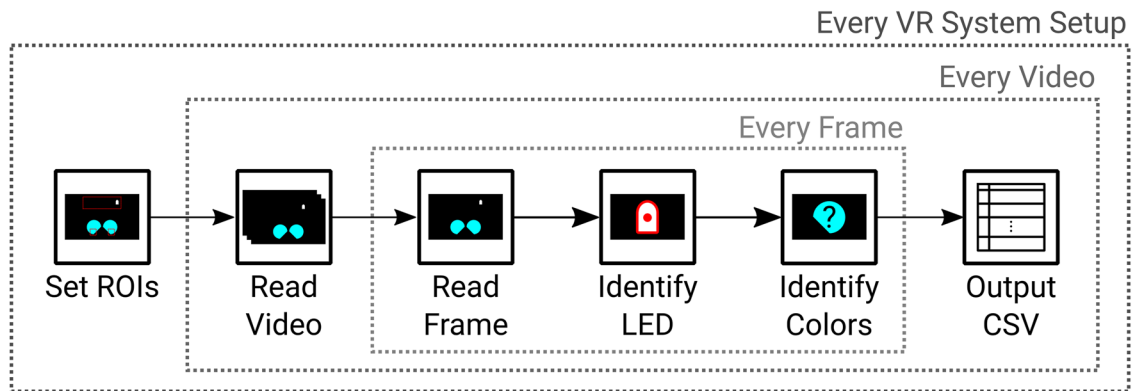 Every VR System Setup
Every Video
Every Frame
?
Set ROIs
Read
Video
Read
Frame
Identify
LED
Identify
Colors
Output
CSV